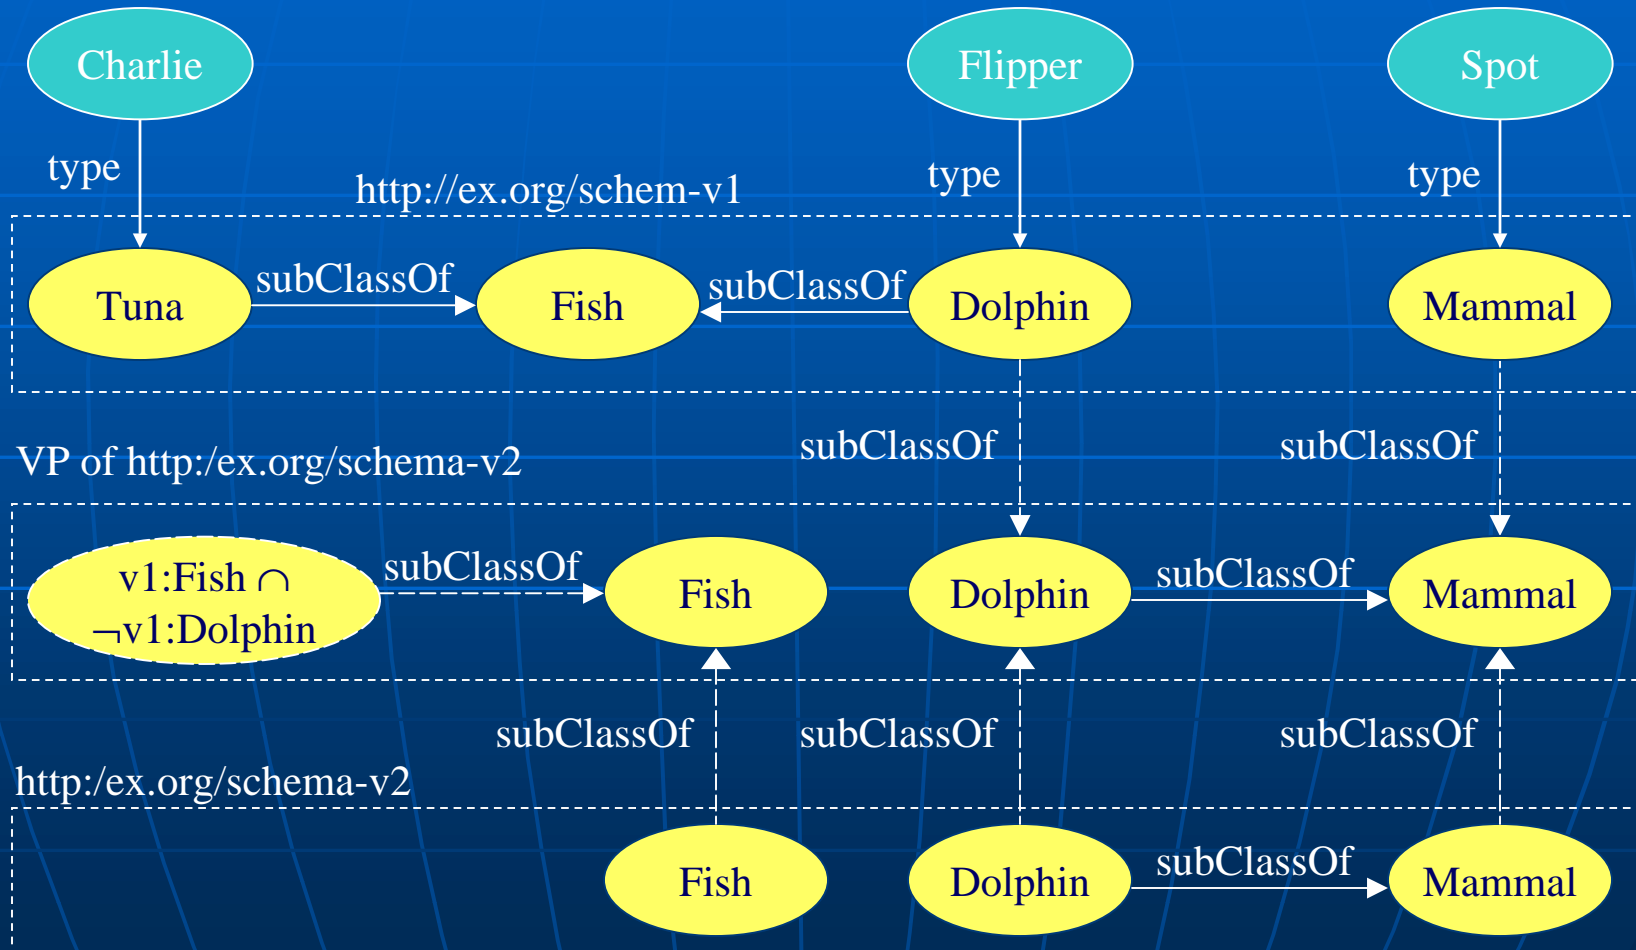 Charlie
Flipper
Spot
type
type
type
http://ex.org/schem-v1
Tuna
subClassOf
Fish
subClassOf
Dolphin
Mammal
subClassOf
subClassOf
VP of http:/ex.org/schema-v2
v1:Fish ∩
¬v1:Dolphin
subClassOf
Fish
Dolphin
subClassOf
Mammal
subClassOf
subClassOf
subClassOf
http:/ex.org/schema-v2
Fish
Dolphin
subClassOf
Mammal